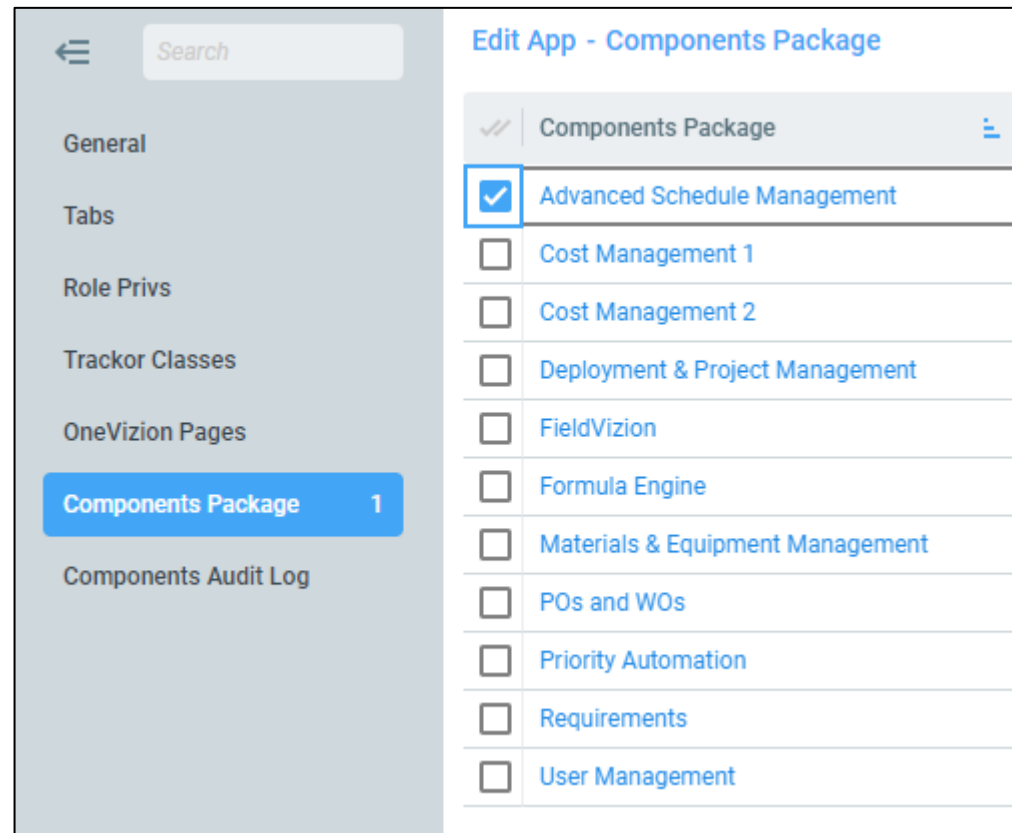 Search
General
Tabs
Role Privs
Trackor Classes
OneVizion Pages
Components Package 1
Components Audit Log
Edit App - Components Package
Components Package
Advanced Schedule Management
Cost Management 1
Cost Management 2
Deployment & Project Management
FieldVizion
Formula Engine
Materials & Equipment Management
POs and WOs
Priority Automation
Requirements
User Management